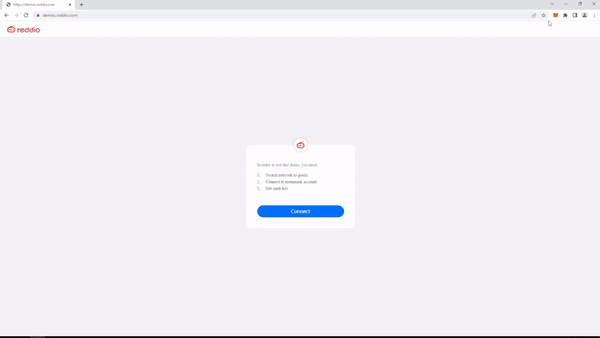 https://demos.reddio.com
demos.reddio.com
reddio
In order to test this demo, you need
1. Switch network to goerli
2. Connect to metamask account
3. Get stark key
Connect